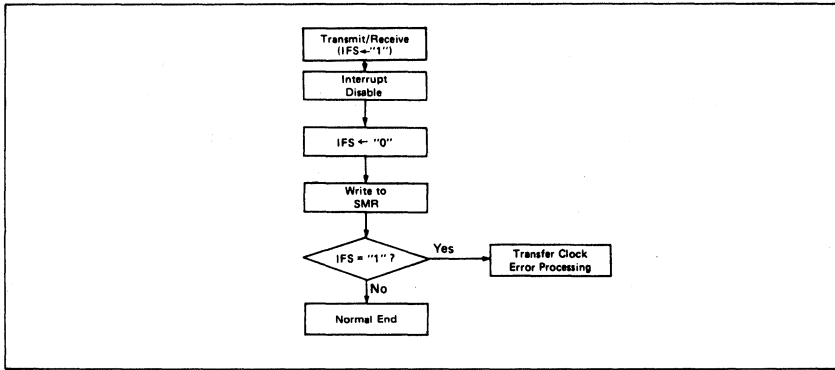 Transmit/Receive
(IFS←"1")
Interrupt
Disable
IFS ← "0"
Write to
SMR
IFS = "1" ?
Yes
Transfer Clock
Error Processing
No
Normal End